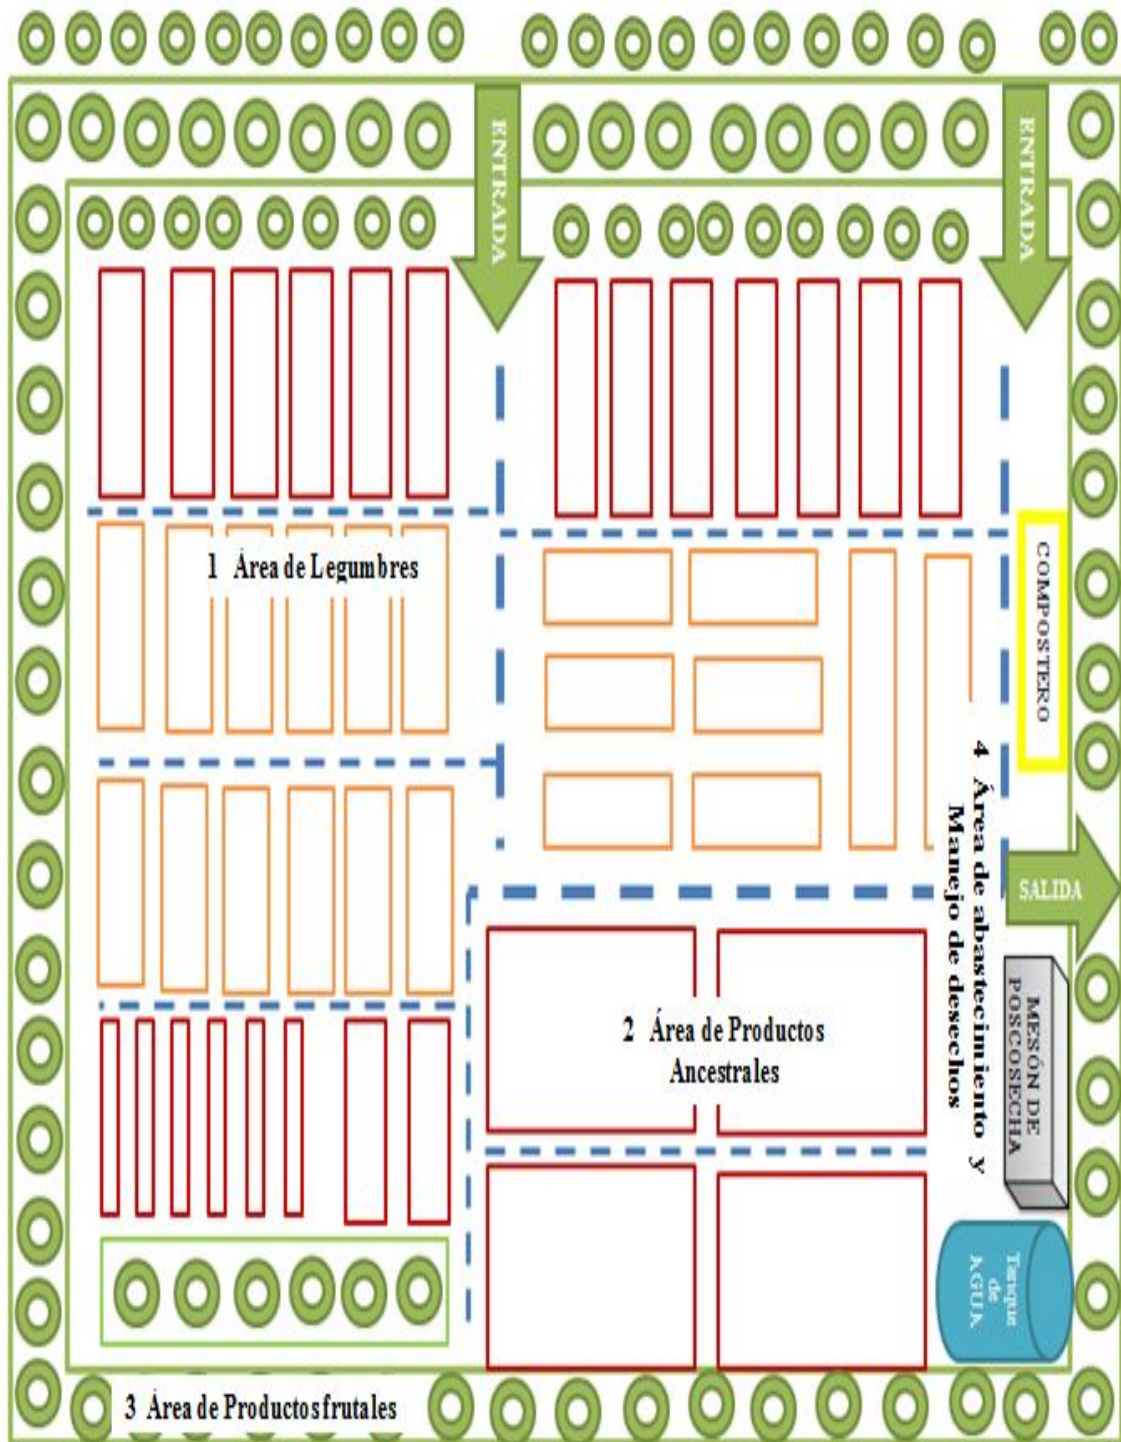 ENTRADA
ENTRADA
1 Área de Legumbres
COMPOSTERO
4 Área de abastecimiento y
Manejo de desechos
SALIDA
2 Área de Productos
Ancestrales
MESÓN DE
POSCOSECHA
Tanque
de
AGUA
3 Área de Productos frutales